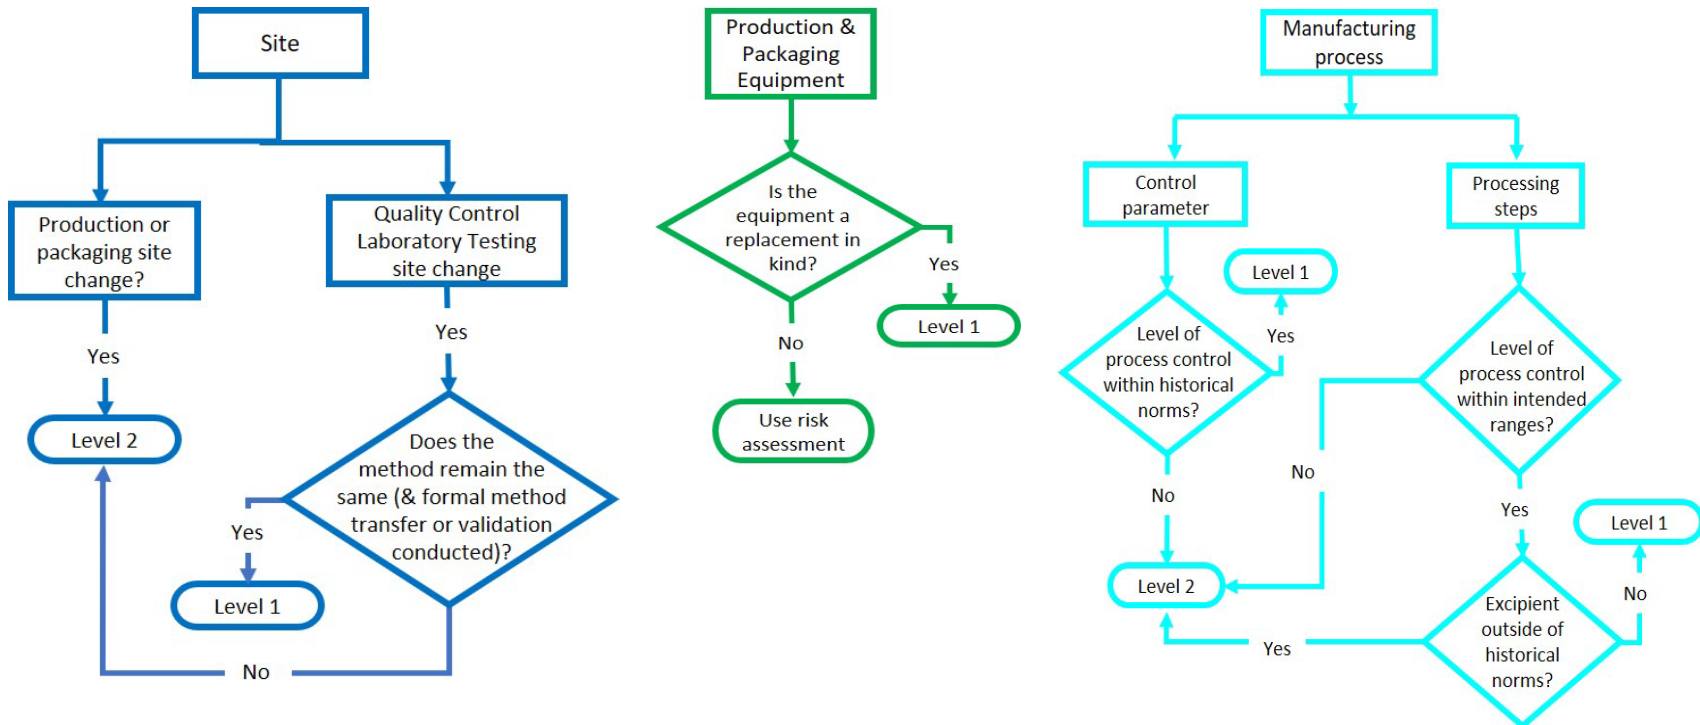 Site
Production or
packaging site
change?
Yes
Level 2
Quality Control
Laboratory Testing
site change
Yes
Does the
method remain the
same (& formal method
transfer or validation
conducted)?
Yes
Level 1
No
Production &
Packaging
Equipment
Is the
equipment a
replacement in
kind?
Yes
Level 1
No
Use risk
assessment
Manufacturing
process
Control
parameter
Level 1
Yes
Level of
process control
within historical
norms?
No
Level 2
Processing
steps
Level of
process control
within intended
ranges?
No
Yes
Level 1
No
Excipient
outside of
historical
norms?
Yes